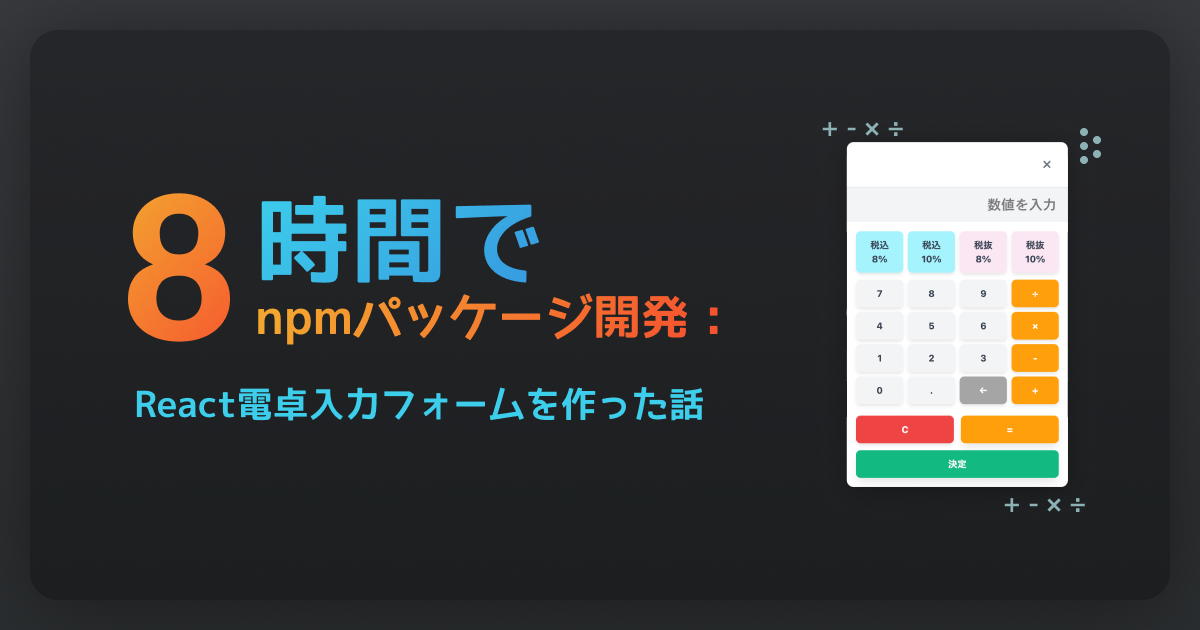 8時間で
npmパッケージ開発：
React電卓入力フォームを作った話
+ - × ÷
×
数値を入力
税込 税込 税抜 税抜
8% 10% 8% 10%
7 8 9 ÷
4 5 6 ×
1 2 3 -
0 . ← +
C =
決定
+ - × ÷